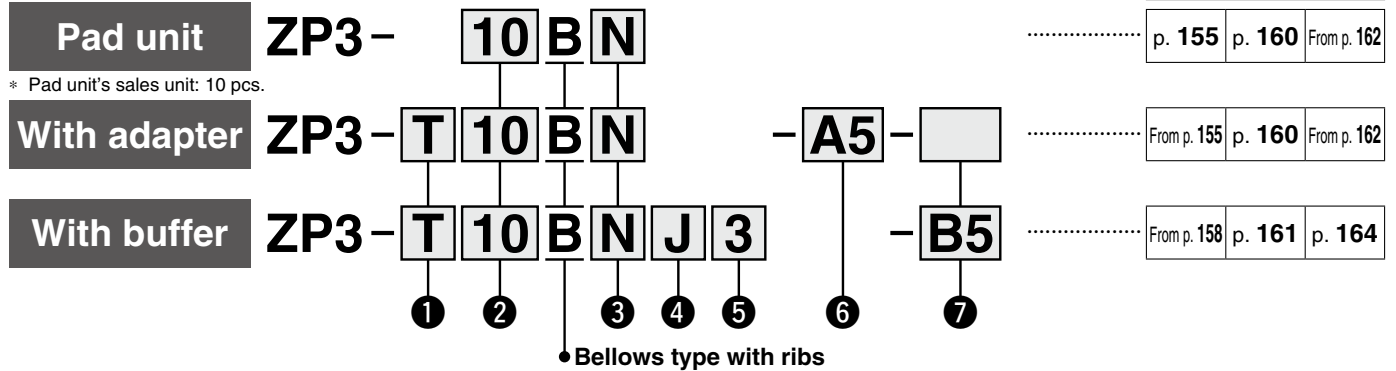 Pad unit ZP3- 10 B N .................... p. 155 p. 160 From p. 162
* Pad unit's sales unit: 10 pcs.
With adapter ZP3-T 10 B N -A5- .................... From p. 155 p. 160 From p. 162
With buffer ZP3-T 10 B N J 3 -B5 .................... From p. 158 p. 161 p. 164
❶ ❷ ❸ ❹ ❺ ❻ ❼
● Bellows type with ribs